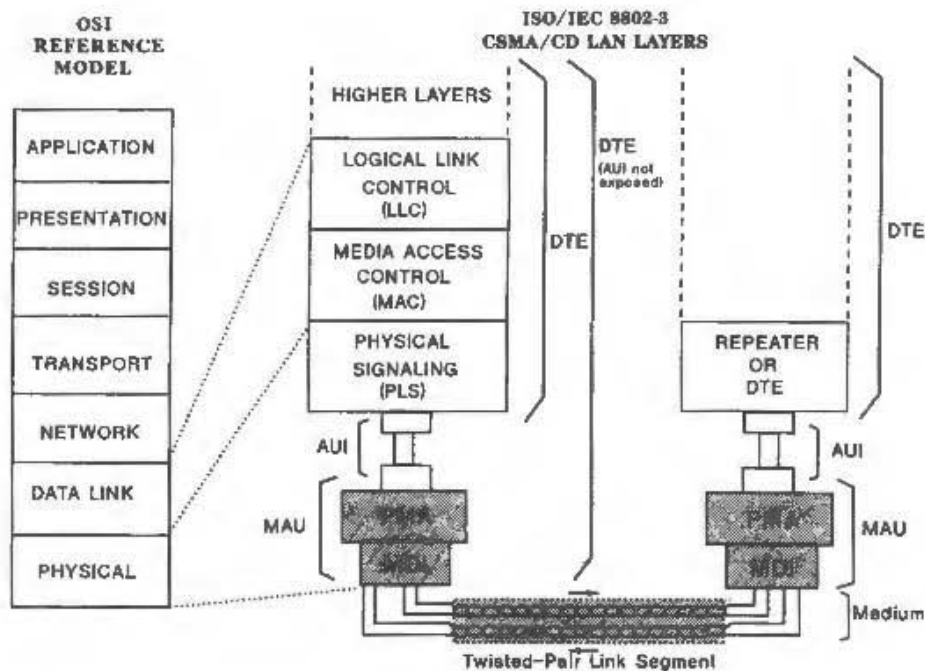 OSI
REFERENCE
MODEL
APPLICATION
PRESENTATION
SESSION
TRANSPORT
NETWORK
DATA LINK
PHYSICAL
ISO/IEC 8802-3
CSMA/CD LAN LAYERS
HIGHER LAYERS
LOGICAL LINK
CONTROL
(LLC)
MEDIA ACCESS
CONTROL
(MAC)
PHYSICAL
SIGNALING
(PLS)
DTE
DTE
(AUI not
exposed)
AUI
MAU
PMA
MDI
REPEATER
OR
DTE
DTE
AUI
PMA
MDI
MAU
Medium
Twisted-Pair Link Segment